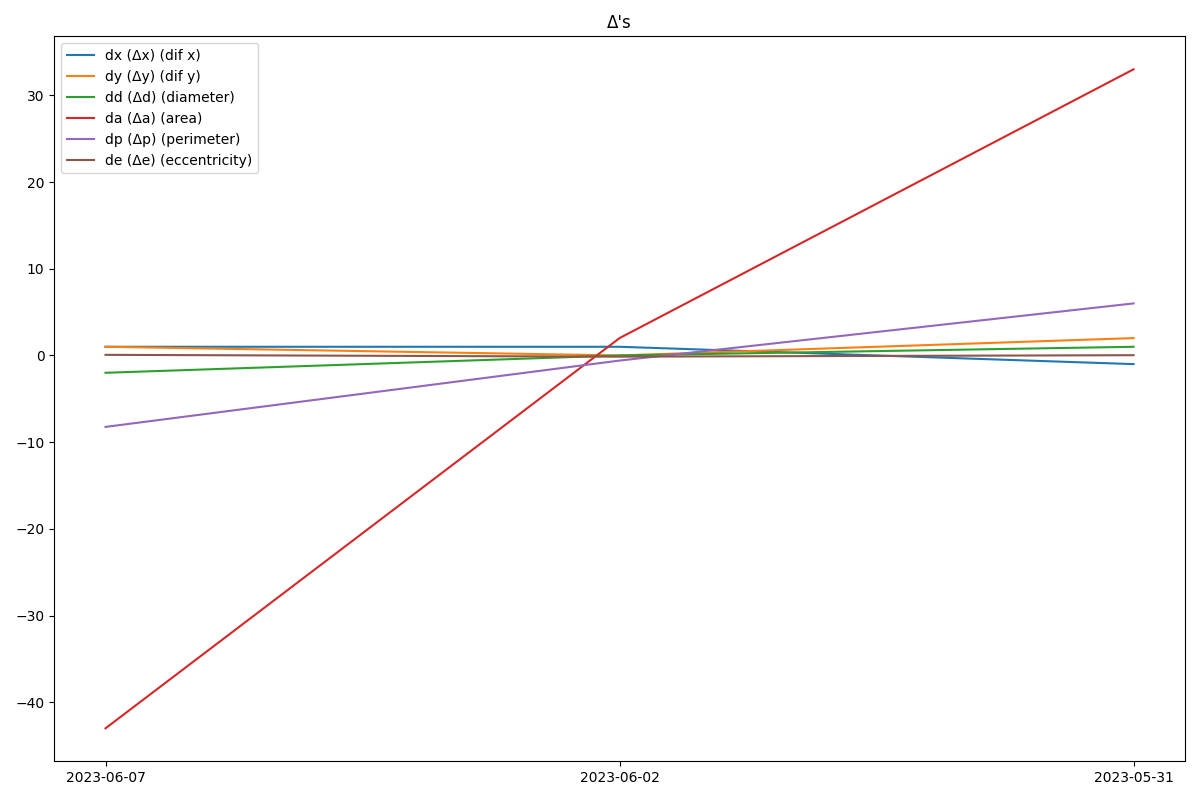 Δ's
dx (Δx) (dif x)
dy (Δy) (dif y)
dd (Δd) (diameter)
da (Δa) (area)
dp (Δp) (perimeter)
de (Δe) (eccentricity)
30
20
10
0
−10
−20
−30
−40
2023-06-07 2023-06-02 2023-05-31